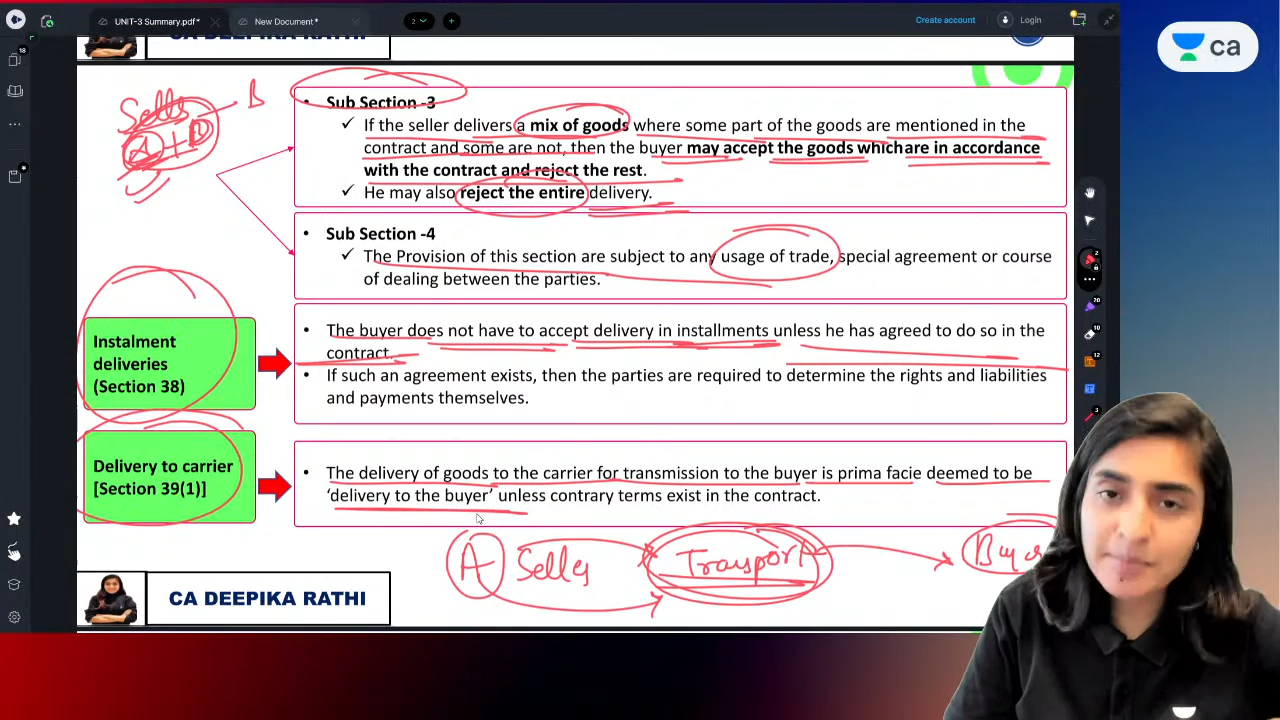 UNIT-3 Summary.pdf*
New Document*
2
Create account
Login
ca
18
CA DEEPIKA RATHI
Sells
B
A + B
Sub Section -3
If the seller delivers a mix of goods where some part of the goods are mentioned in the
contract and some are not, then the buyer may accept the goods which are in accordance
with the contract and reject the rest.
He may also reject the entire delivery.
Sub Section -4
The Provision of this section are subject to any usage of trade, special agreement or course
of dealing between the parties.
Instalment
deliveries
(Section 38)
The buyer does not have to accept delivery in installments unless he has agreed to do so in the
contract.
If such an agreement exists, then the parties are required to determine the rights and liabilities
and payments themselves.
Delivery to carrier
[Section 39(1)]
The delivery of goods to the carrier for transmission to the buyer is prima facie deemed to be
‘delivery to the buyer’ unless contrary terms exist in the contract.
A Seller Transport
CA DEEPIKA RATHI
2
20
10
12
3